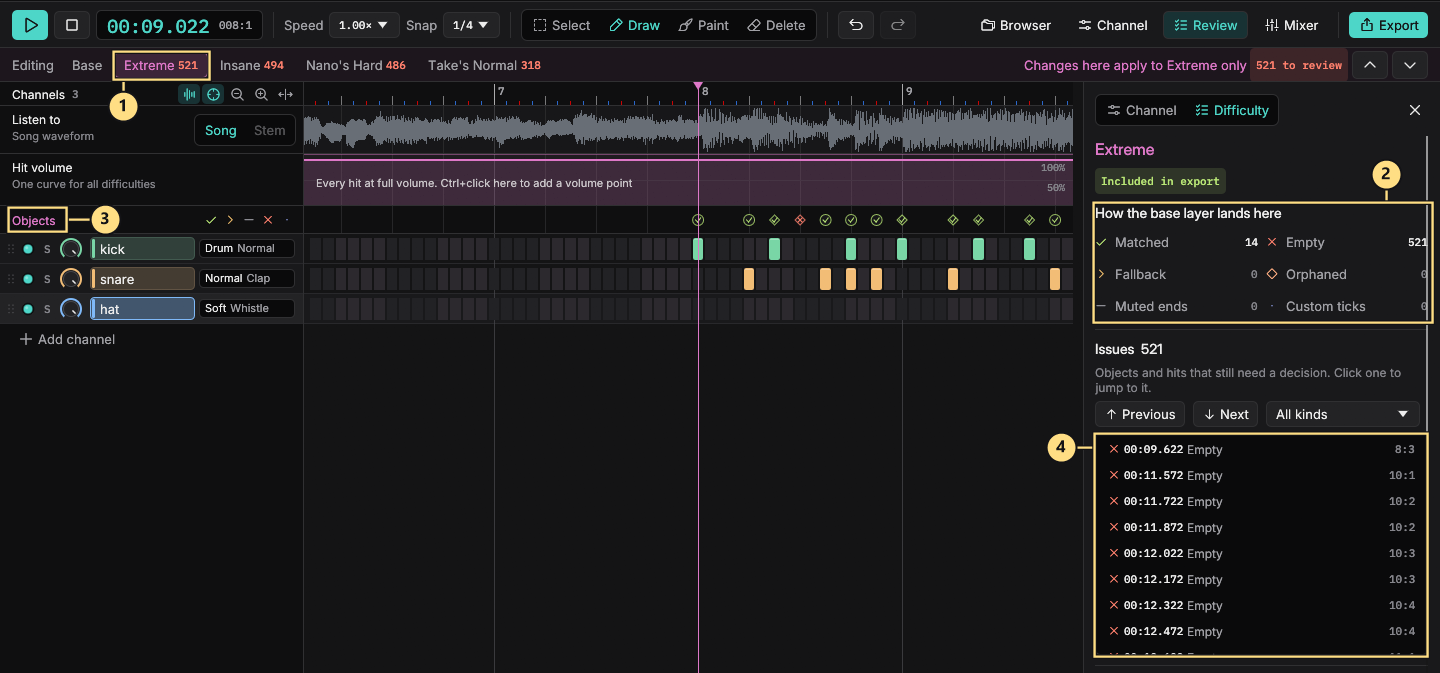 00:09.022 008:1 Speed 1.00× Snap 1/4 Select Draw Paint Delete Browser Channel Review Mixer Export
Editing Base Extreme 521 Insane 494 Nano's Hard 486 Take's Normal 318 Changes here apply to Extreme only 521 to review
1
Channels 3
7 8 9
Listen to
Song waveform
Song Stem
Hit volume
One curve for all difficulties
Every hit at full volume. Ctrl+click here to add a volume point
100%
50%
Objects
3
S kick Drum Normal
S snare Normal Clap
S hat Soft Whistle
Add channel
Channel Difficulty
Extreme
2
Included in export
How the base layer lands here
Matched 14 Empty 521
Fallback 0 Orphaned 0
Muted ends 0 Custom ticks 0
Issues 521
Objects and hits that still need a decision. Click one to
jump to it.
Previous Next All kinds
4
00:09.622 Empty 8:3
00:11.572 Empty 10:1
00:11.722 Empty 10:2
00:11.872 Empty 10:2
00:12.022 Empty 10:3
00:12.172 Empty 10:3
00:12.322 Empty 10:4
00:12.472 Empty 10:4